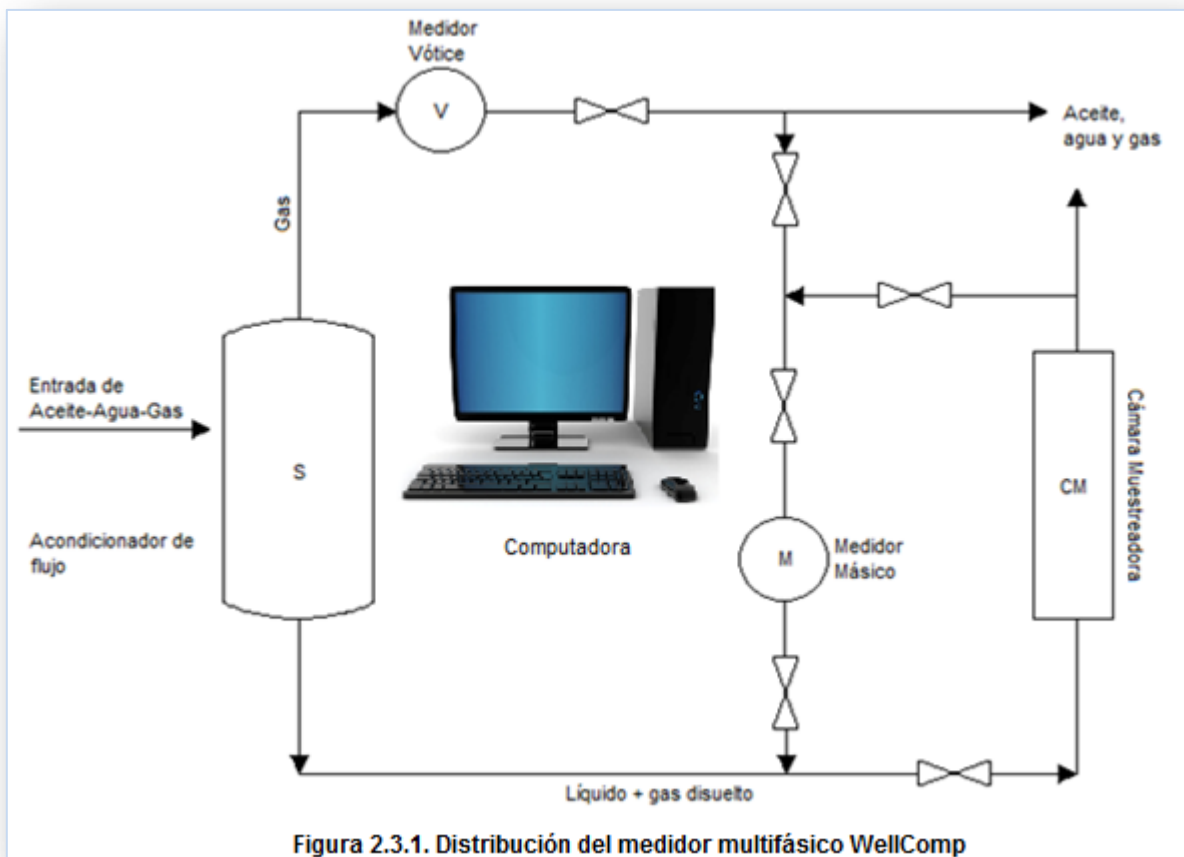 Medidor
Vótice
V
Aceite,
agua y gas
Gas
Entrada de
Aceite-Agua-Gas
S
Acondicionador de
flujo
Computadora
M
Medidor
Másico
CM
Cámara Muestreadora
Líquido + gas disuelto
Figura 2.3.1. Distribución del medidor multifásico WellComp